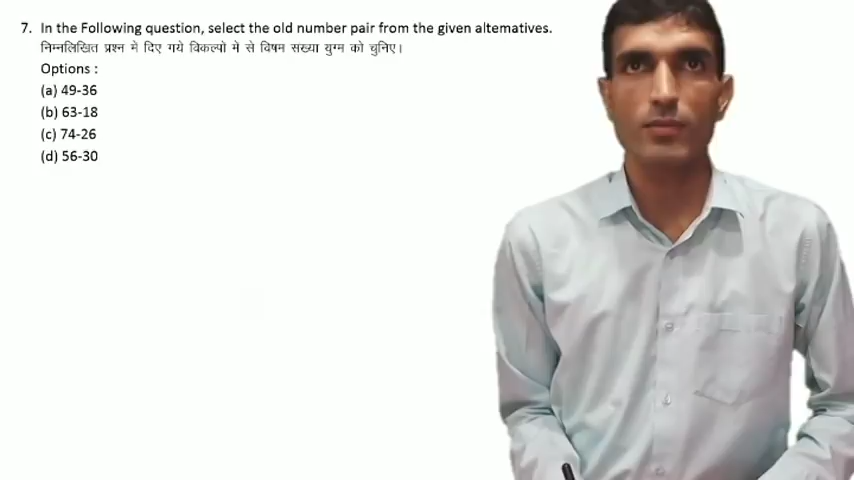 7. In the Following question, select the old number pair from the given altematives.
निम्नलिखित प्रश्न में दिए गये विकल्पो मे से विषम संख्या युग्म को चुनिए।
Options :
(a) 49-36
(b) 63-18
(c) 74-26
(d) 56-30